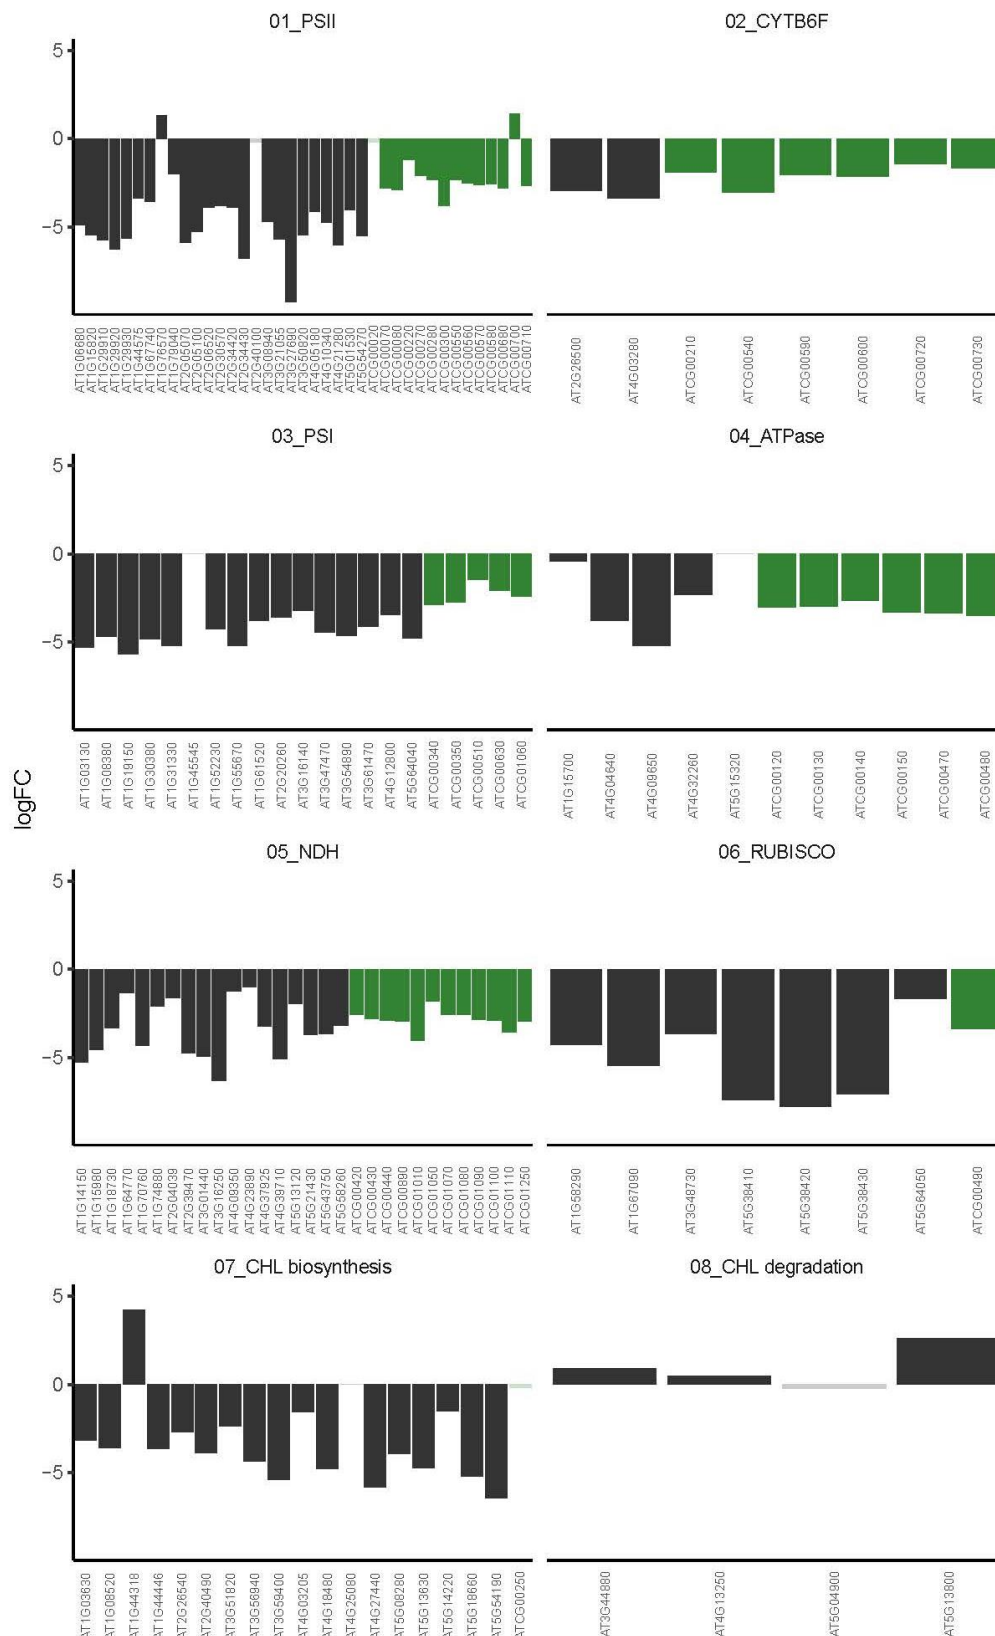 01_PSII
02_CYTB6F
5
0
−5
AT1G06680
AT1G15820
AT1G29910
AT1G29920
AT1G29930
AT1G44575
AT1G67740
AT1G76570
AT1G79040
AT2G05070
AT2G05100
AT2G06520
AT2G30570
AT2G34420
AT2G34430
AT2G40100
AT3G08940
AT3G21055
AT3G27690
AT3G50820
AT4G05180
AT4G10340
AT4G21280
AT5G01530
AT5G54270
ATCG00020
ATCG00070
ATCG00080
ATCG00220
ATCG00270
ATCG00280
ATCG00300
ATCG00550
ATCG00560
ATCG00570
ATCG00580
ATCG00680
ATCG00700
ATCG00710
AT2G26500
AT4G03280
ATCG00210
ATCG00540
ATCG00590
ATCG00600
ATCG00720
ATCG00730
03_PSI
04_ATPase
5
0
−5
AT1G03130
AT1G08380
AT1G19150
AT1G30380
AT1G31330
AT1G45545
AT1G52230
AT1G55670
AT1G61520
AT2G20260
AT3G16140
AT3G47470
AT3G54890
AT3G61470
AT4G12800
AT5G64040
ATCG00340
ATCG00350
ATCG00510
ATCG00630
ATCG01060
AT1G15700
AT4G04640
AT4G09650
AT4G32260
AT5G15320
ATCG00120
ATCG00130
ATCG00140
ATCG00150
ATCG00470
ATCG00480
logFC
05_NDH
06_RUBISCO
5
0
−5
AT1G14150
AT1G15980
AT1G18730
AT1G64770
AT1G70760
AT1G74880
AT2G04039
AT2G39470
AT3G01440
AT3G16250
AT4G09350
AT4G23890
AT4G37925
AT4G39710
AT5G13120
AT5G21430
AT5G43750
AT5G58260
ATCG00420
ATCG00430
ATCG00440
ATCG00890
ATCG01010
ATCG01050
ATCG01070
ATCG01080
ATCG01090
ATCG01100
ATCG01110
ATCG01250
AT1G58290
AT1G67090
AT3G48730
AT5G38410
AT5G38420
AT5G38430
AT5G64050
ATCG00490
07_CHL biosynthesis
08_CHL degradation
5
0
−5
AT1G03630
AT1G08520
AT1G44318
AT1G44446
AT2G26540
AT2G40490
AT3G51820
AT3G56940
AT3G59400
AT4G03205
AT4G18480
AT4G25080
AT4G27440
AT5G08280
AT5G13630
AT5G14220
AT5G18660
AT5G54190
ATCG00250
AT3G44880
AT4G13250
AT5G04900
AT5G13800